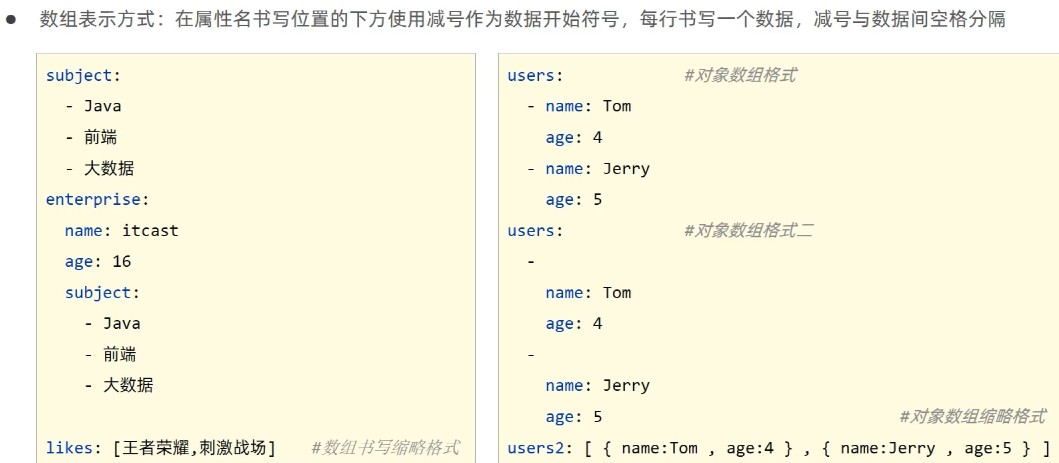 ● 数组表示方式：在属性名书写位置的下方使用减号作为数据开始符号，每行书写一个数据，减号与数据间空格分隔
subject:
- Java
- 前端
- 大数据
enterprise:
name: itcast
age: 16
subject:
- Java
- 前端
- 大数据
likes: [王者荣耀,刺激战场] #数组书写缩略格式
users: #对象数组格式
- name: Tom
age: 4
- name: Jerry
age: 5
users: #对象数组格式二
-
name: Tom
age: 4
-
name: Jerry
age: 5 #对象数组缩略格式
users2: [ { name:Tom , age:4 } , { name:Jerry , age:5 } ]